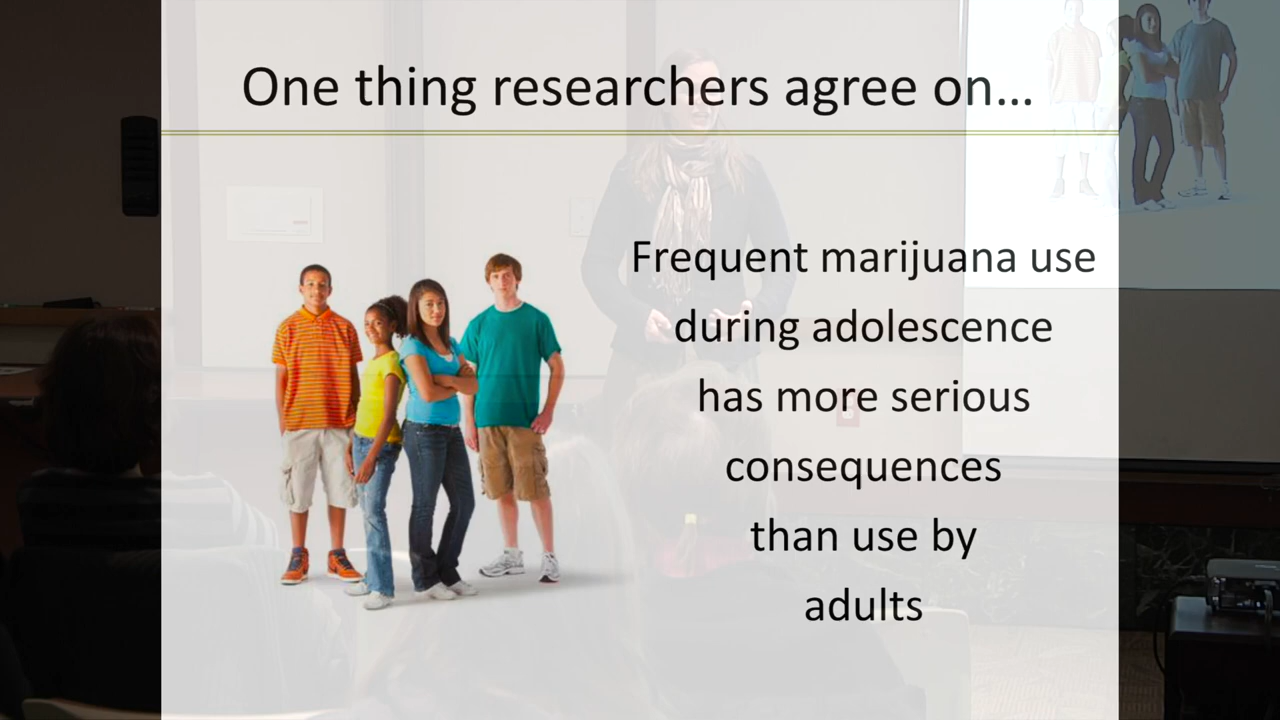 One thing researchers agree on…
Frequent marijuana use
during adolescence
has more serious
consequences
than use by
adults